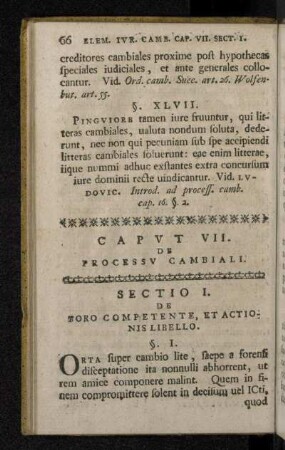 66 ELEM. IVR. CAMB. CAP. VII. SECT. I.
creditores cambiales proxime post hypothecas
speciales iudiciales, et ante generales collo-
cantur. Vid. Ord. camb. Suec. art. 26. Wolfen-
but. art. 55.
§. XLVII.
PINGVIORE tamen iure fruuntur, qui lit-
teras cambiales, ualuta nondum soluta, dede-
runt, nec non qui pecuniam sub spe accipiendi
litteras cambiales soluerunt: eae enim litterae,
itique nummi adhuc exstantes extra concursum
iure dominii recte uindicantur. Vid. LV-
DOVIC. Introd. ad process. camb.
cap. 16. §. 2.
CAPVT VII.
DE
PROCESSV CAMBIALI.
SECTIO I.
DE
FORO COMPETENTE, ET ACTIO-
NIS LIBELLO.
§. I.
ORTA super cambio lite, saepe a forensi
disceptatione ita nonnulli abhorrent, ut
rem amice componere malint. Quem in fi-
nem compromittere solent in decisum uel ICti,
quod